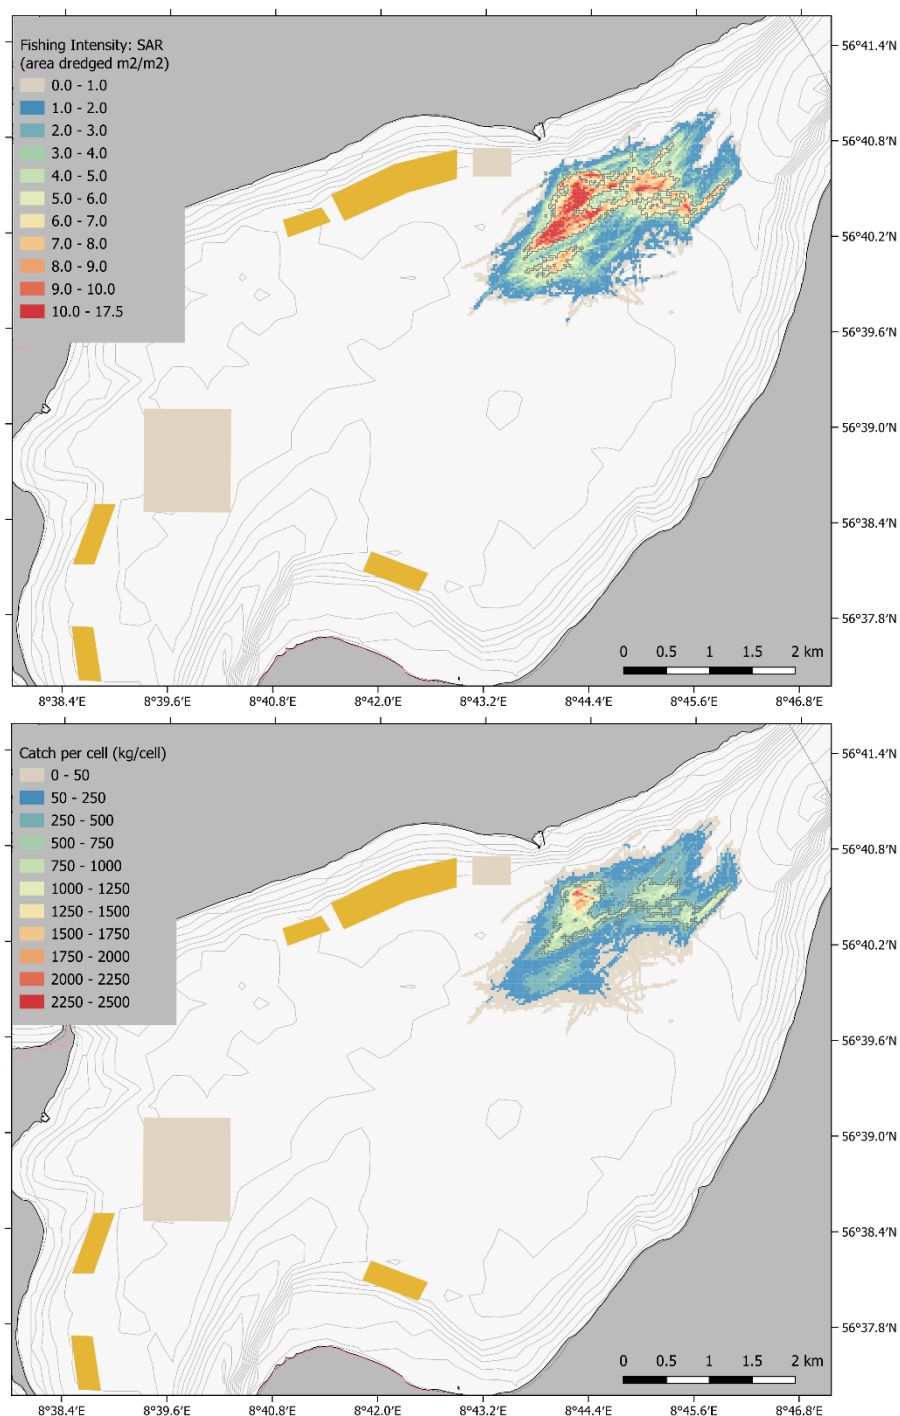 Fishing Intensity: SAR
(area dredged m2/m2)
0.0 - 1.0
1.0 - 2.0
2.0 - 3.0
3.0 - 4.0
4.0 - 5.0
5.0 - 6.0
6.0 - 7.0
7.0 - 8.0
8.0 - 9.0
9.0 - 10.0
10.0 - 17.5
56°41.4'N
56°40.8'N
56°40.2'N
56°39.6'N
56°39.0'N
56°38.4'N
56°37.8'N
0 0.5 1 1.5 2 km
8°38.4'E 8°39.6'E 8°40.8'E 8°42.0'E 8°43.2'E 8°44.4'E 8°45.6'E 8°46.8'E
Catch per cell (kg/cell)
0 - 50
50 - 250
250 - 500
500 - 750
750 - 1000
1000 - 1250
1250 - 1500
1500 - 1750
1750 - 2000
2000 - 2250
2250 - 2500
56°41.4'N
56°40.8'N
56°40.2'N
56°39.6'N
56°39.0'N
56°38.4'N
56°37.8'N
0 0.5 1 1.5 2 km
8°38.4'E 8°39.6'E 8°40.8'E 8°42.0'E 8°43.2'E 8°44.4'E 8°45.6'E 8°46.8'E